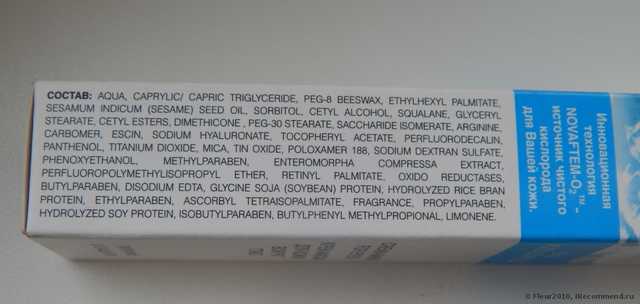 СОСТАВ: AQUA, CAPRYLIC/ CAPRIC TRIGLYCERIDE, PEG-8 BEESWAX, ETHYLHEXYL PALMITATE,
SESAMUM INDICUM (SESAME) SEED OIL, SORBITOL, CETYL ALCOHOL, SQUALANE, GLYCERYL
STEARATE, CETYL ESTERS, DIMETHICONE , PEG-30 STEARATE, SACCHARIDE ISOMERATE, ARGININE,
CARBOMER, ESCIN, SODIUM HYALURONATE, TOCOPHERYL ACETATE, PERFLUORODECALIN,
PANTHENOL, TITANIUM DIOXIDE, MICA, TIN OXIDE, POLOXAMER 188, SODIUM DEXTRAN SULFATE,
PHENOXYETHANOL, METHYLPARABEN, ENTEROMORPHA COMPRESSA EXTRACT,
PERFLUOROPOLYMETHYLISOPROPYL ETHER, RETINYL PALMITATE, OXIDO REDUCTASES,
BUTYLPARABEN, DISODIUM EDTA, GLYCINE SOJA (SOYBEAN) PROTEIN, HYDROLYZED RICE BRAN
PROTEIN, ETHYLPARABEN, ASCORBYL TETRAISOPALMITATE, FRAGRANCE, PROPYLPARABEN,
HYDROLYZED SOY PROTEIN, ISOBUTYLPARABEN, BUTYLPHENYL METHYLPROPIONAL, LIMONENE.
Инновационная
технология
NOVAFTEM-O₂™ -
источник чистого
кислорода
для Вашей кожи.
© Fleur2010, iRecommend.ru